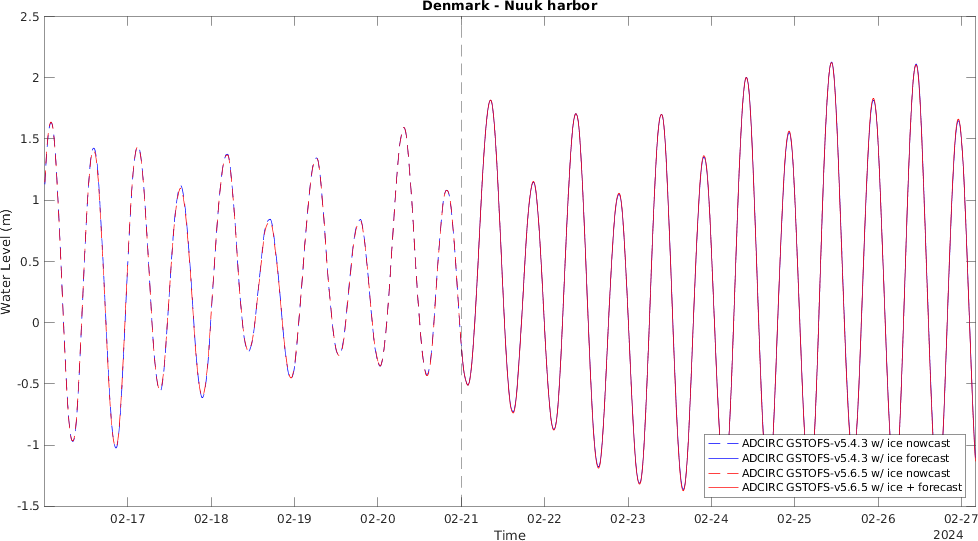 Denmark - Nuuk harbor
2.5
2
1.5
1
0.5
0
-0.5
-1
-1.5
Water Level (m)
ADCIRC GSTOFS-v5.4.3 w/ ice nowcast
ADCIRC GSTOFS-v5.4.3 w/ ice forecast
ADCIRC GSTOFS-v5.6.5 w/ ice nowcast
ADCIRC GSTOFS-v5.6.5 w/ ice + forecast
02-17 02-18 02-19 02-20 02-21 02-22 02-23 02-24 02-25 02-26 02-27
2024
Time